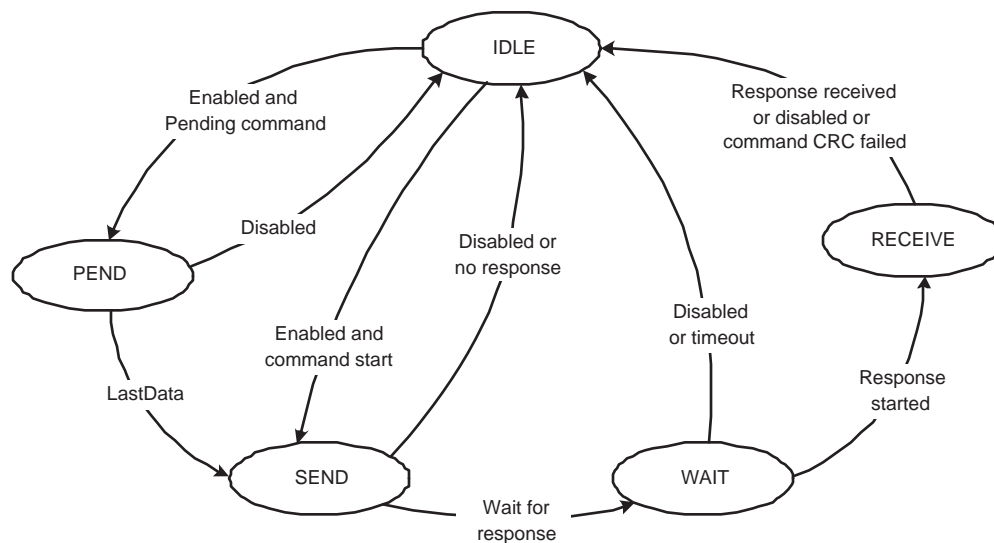 IDLE
Enabled and
Pending command
Response received
or disabled or
command CRC failed
Disabled
Disabled or
no response
RECEIVE
PEND
Disabled
or timeout
Enabled and
command start
LastData
Response
started
SEND
WAIT
Wait for
response